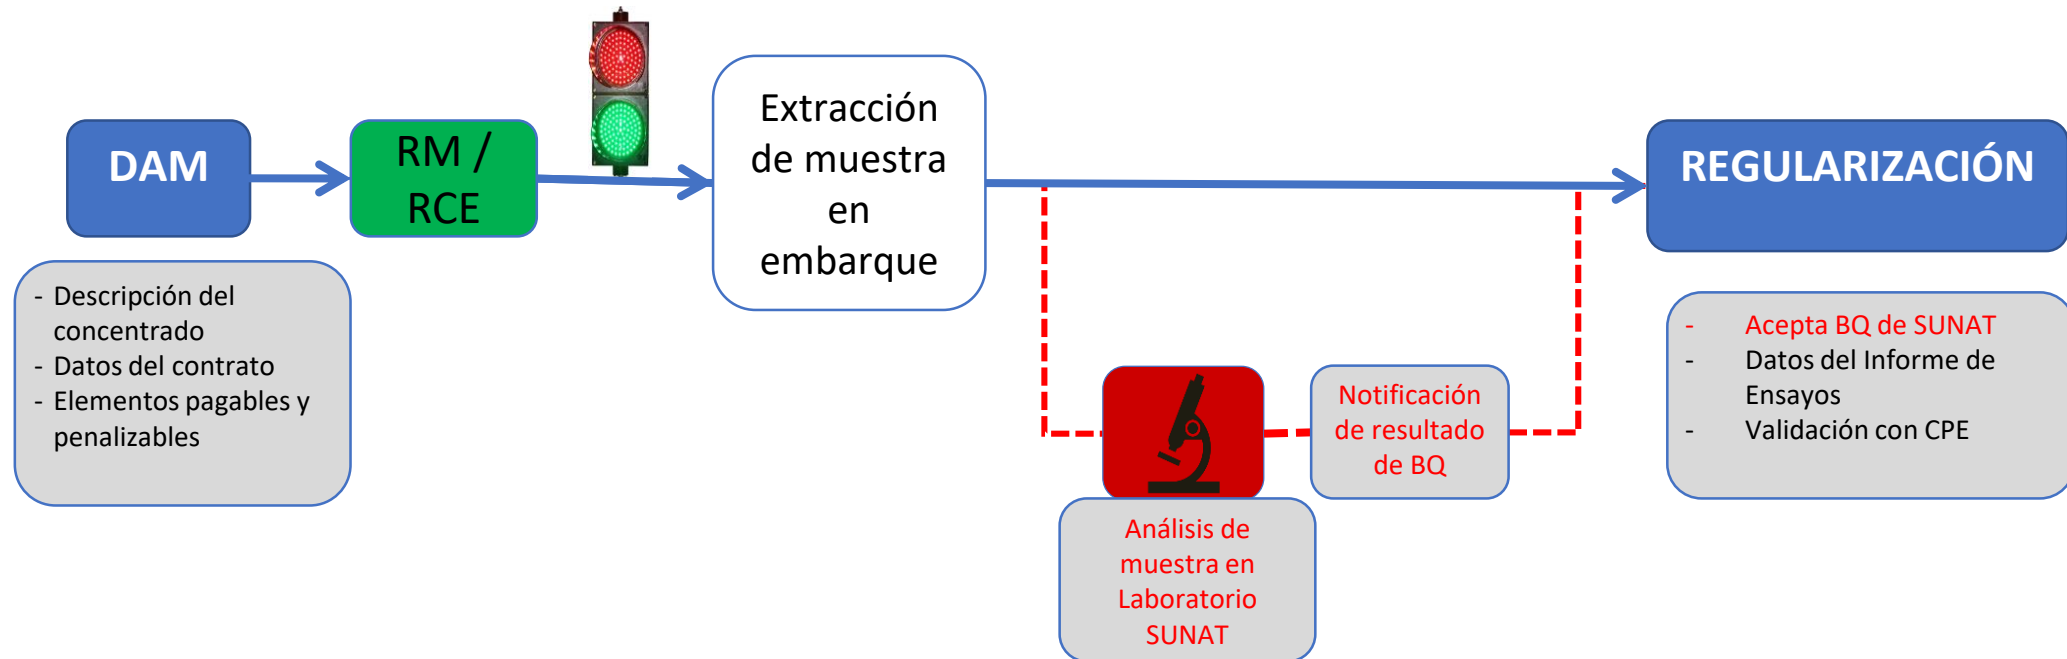 DAM
RM /
RCE
Extracción
de muestra
en
embarque
REGULARIZACIÓN
- Descripción del
concentrado
- Datos del contrato
- Elementos pagables y
penalizables
Análisis de
muestra en
Laboratorio
SUNAT
Notificación
de resultado
de BQ
- Acepta BQ de SUNAT
- Datos del Informe de
Ensayos
- Validación con CPE